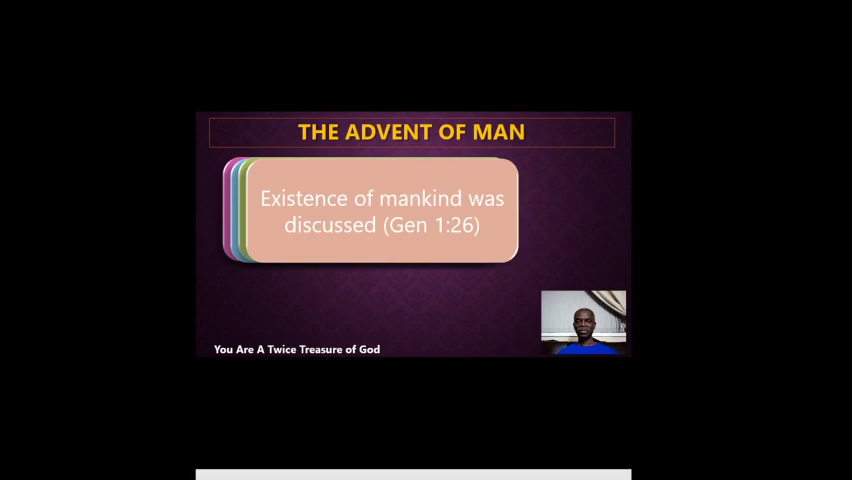 THE ADVENT OF MAN
Existence of mankind was
discussed (Gen 1:26)
You Are A Twice Treasure of God